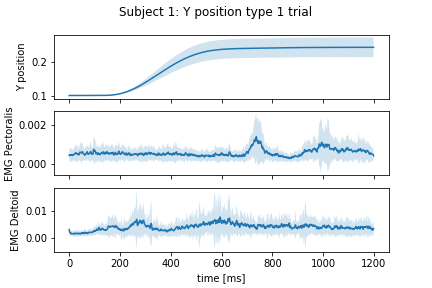 Subject 1: Y position type 1 trial
Y position
0.2
0.1
EMG Pectoralis
0.002
0.000
EMG Deltoid
0.01
0.00
0
200
400
600
800
1000
1200
time [ms]